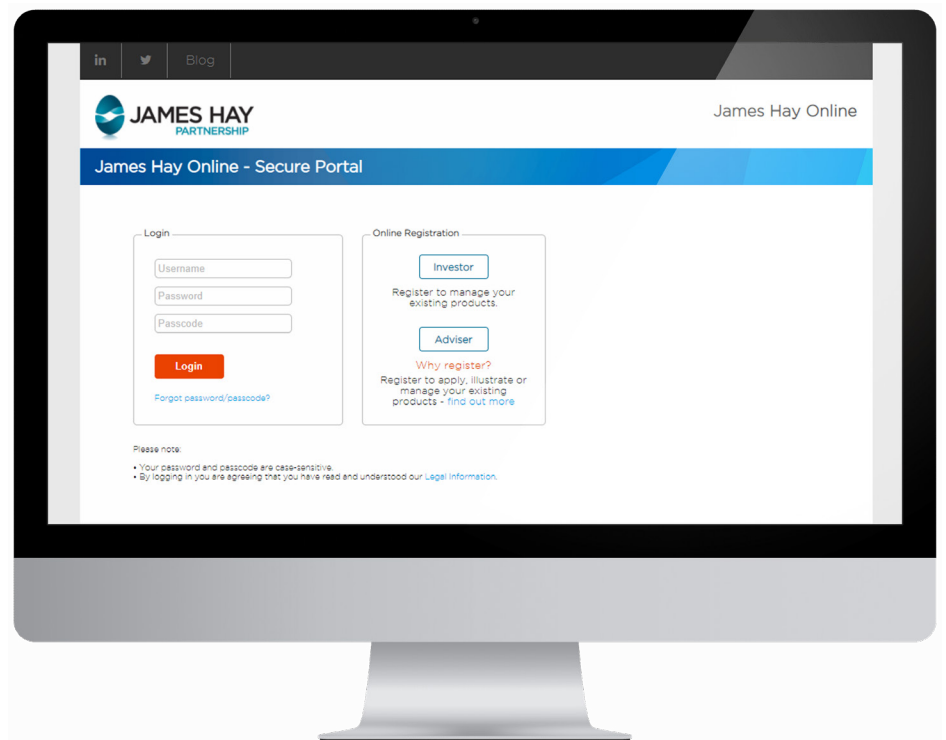 in
Blog
JAMES HAY
PARTNERSHIP
James Hay Online
James Hay Online - Secure Portal
Login
Username
Password
Passcode
Login
Forgot password/passcode?
Online Registration
Investor
Register to manage your
existing products.
Adviser
Why register?
Register to apply, illustrate or
manage your existing
products - find out more
Please note:
• Your password and passcode are case-sensitive.
• By logging in you are agreeing that you have read and understood our Legal Information.